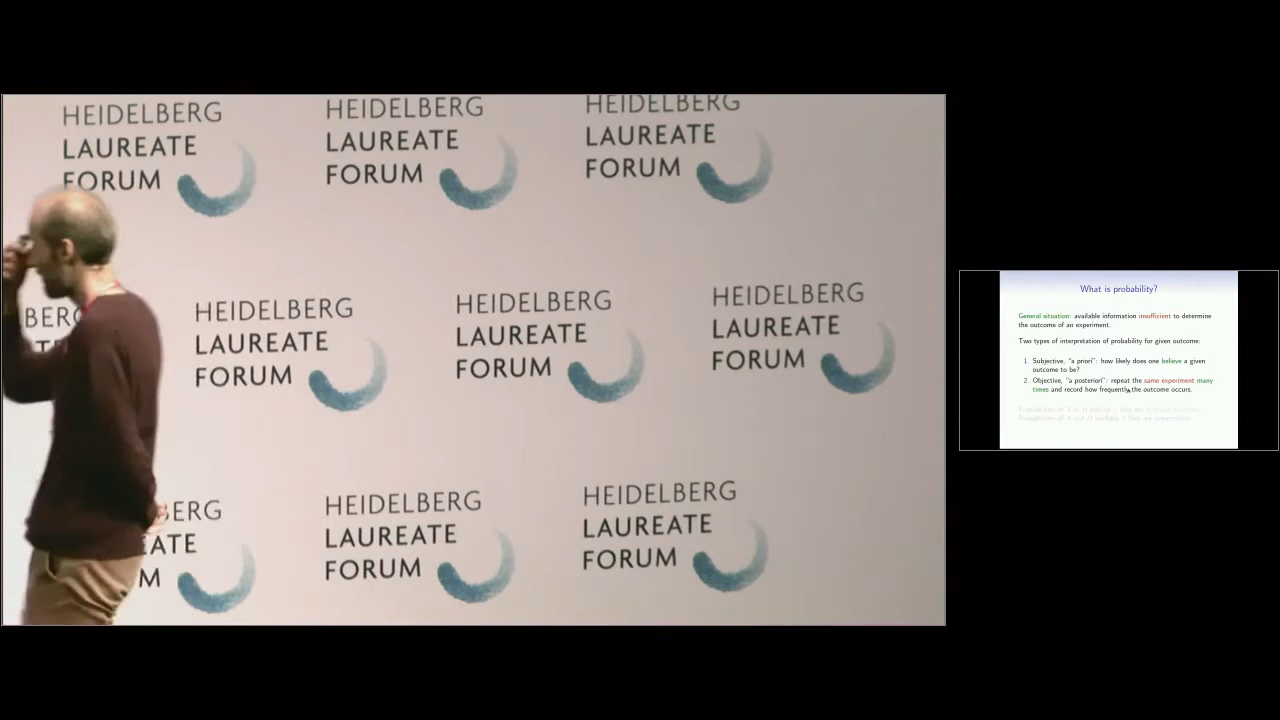 HEIDELBERG
LAUREATE
FORUM
HEIDELBERG
LAUREATE
FORUM
HEIDELBERG
LAUREATE
FORUM
BERG
HEIDELBERG
LAUREATE
FORUM
HEIDELBERG
LAUREATE
FORUM
HEIDELBERG
LAUREATE
FORUM
BERG
EATE
M
HEIDELBERG
LAUREATE
FORUM
HEIDELBERG
LAUREATE
FORUM
What is probability?
General situation: available information insufficient to determine
the outcome of an experiment.
Two types of interpretation of probability for given outcome:
1. Subjective, "a priori": how likely does one believe a given
outcome to be?
2. Objective, "a posteriori": repeat the same experiment many
times and record how frequently the outcome occurs.